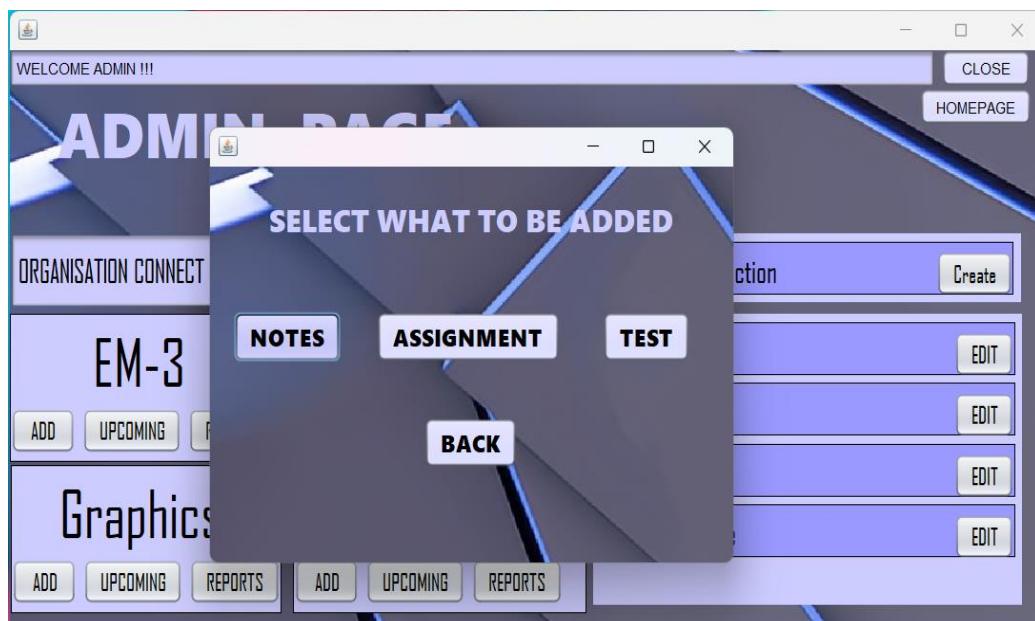 WELCOME ADMIN !!!
CLOSE
HOMEPAGE
ADMIN PAGE
SELECT WHAT TO BE ADDED
ORGANISATION CONNECT
Create
NOTES
ASSIGNMENT
TEST
EM-3
EDIT
ADD
UPCOMING
EDIT
BACK
EDIT
Graphics
EDIT
ADD
UPCOMING
REPORTS
ADD
UPCOMING
REPORTS